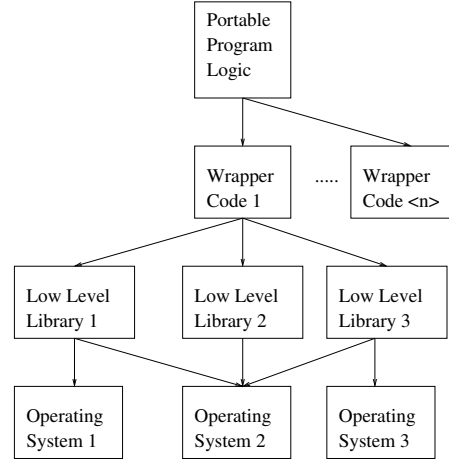 Portable
Program
Logic
Wrapper
Code 1
.....
Wrapper
Code <n>
Low Level
Library 1
Low Level
Library 2
Low Level
Library 3
Operating
System 1
Operating
System 2
Operating
System 3